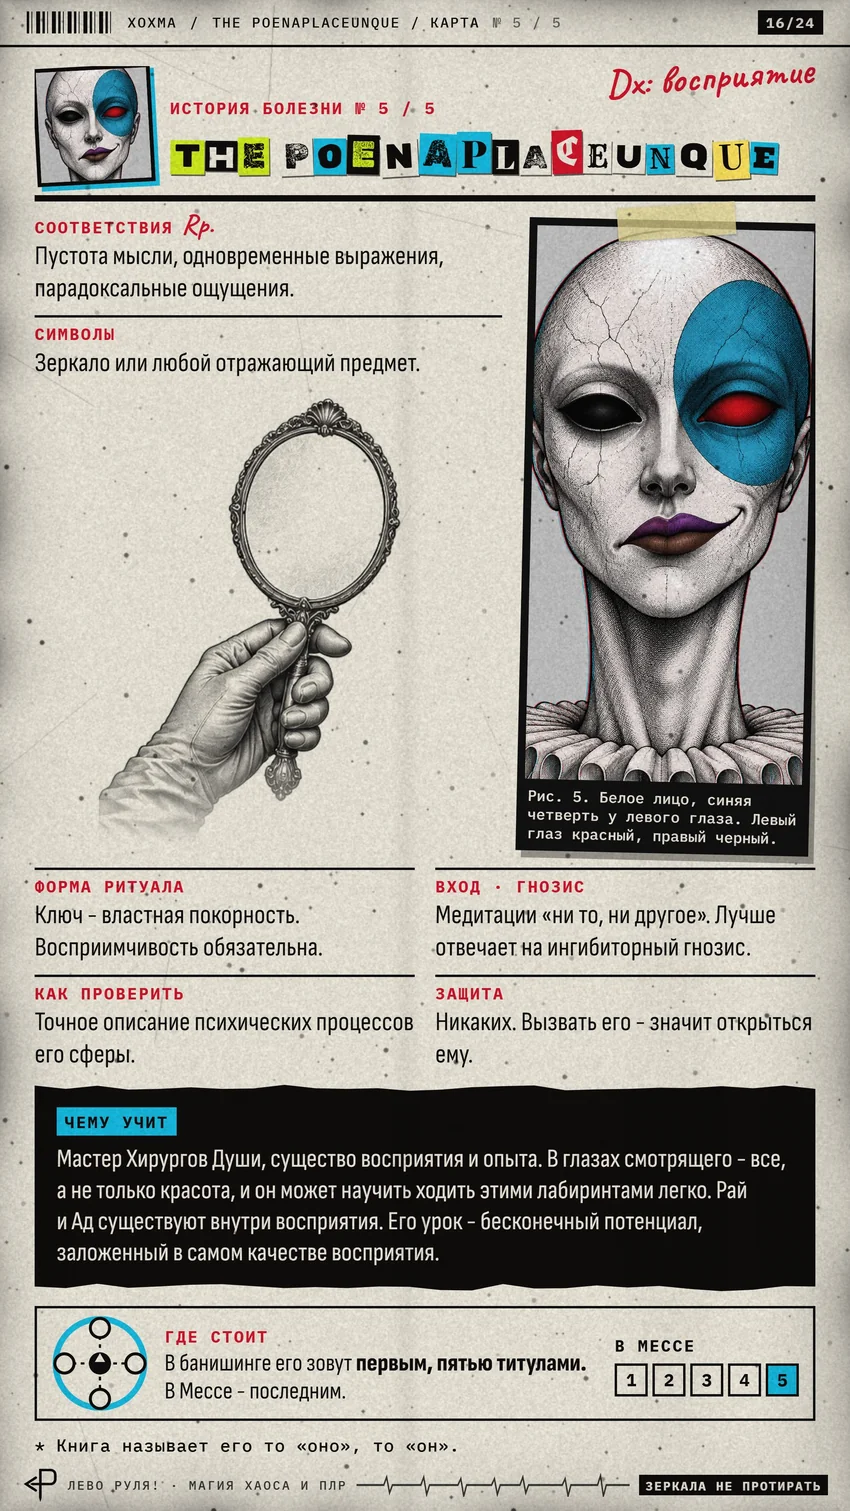 ХОХМА / THE POENAPLACEUNQUE / КАРТА № 5 / 5
16/24
Dx: восприятие
ИСТОРИЯ БОЛЕЗНИ № 5 / 5
THE POENAPLACEUNQUE
СООТВЕТСТВИЯ Rp.
Пустота мысли, одновременные выражения,
парадоксальные ощущения.
СИМВОЛЫ
Зеркало или любой отражающий предмет.
Рис. 5. Белое лицо, синяя
четверть у левого глаза. Левый
глаз красный, правый черный.
ФОРМА РИТУАЛА
Ключ – властная покорность.
Восприимчивость обязательна.
ВХОД · ГНОЗИС
Медитации «ни то, ни другое». Лучше
отвечает на ингибиторный гнозис.
КАК ПРОВЕРИТЬ
Точное описание психических процессов
его сферы.
ЗАЩИТА
Никаких. Вызвать его – значит открыться
ему.
ЧЕМУ УЧИТ
Мастер Хирургов Души, существо восприятия и опыта. В глазах смотрящего – все,
а не только красота, и он может научить ходить этими лабиринтами легко. Рай
и Ад существуют внутри восприятия. Его урок – бесконечный потенциал,
заложенный в самом качестве восприятия.
ГДЕ СТОИТ
В банишинге его зовут первым, пятью титулами.
В Мессе – последним.
В МЕССЕ
1 2 3 4 5
* Книга называет его то «оно», то «он».
ЛЕВО РУЛЯ! · МАГИЯ ХАОСА И ПЛР
ЗЕРКАЛА НЕ ПРОТИРАТЬ